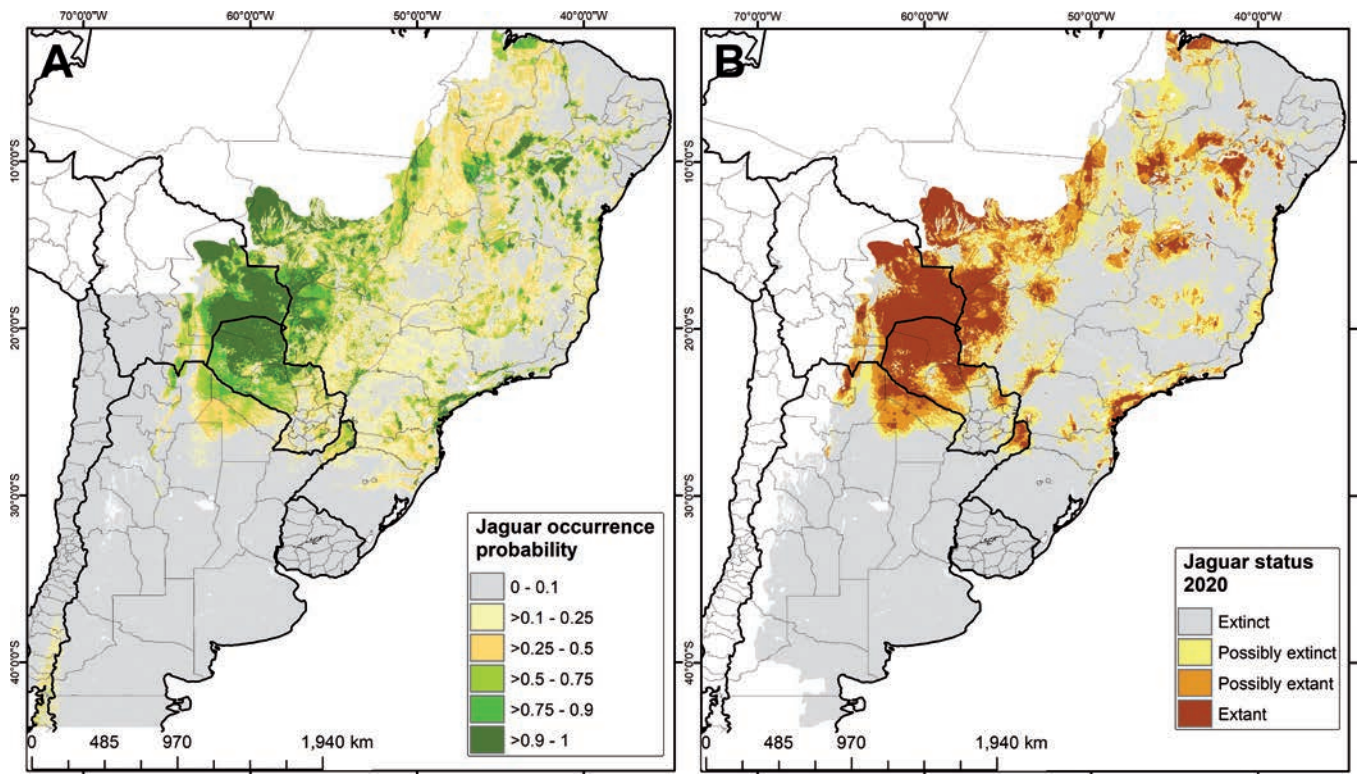 70°0'0"W 60°0'0"W 50°0'0"W 40°0'0"W
A
10°0'0"S
20°0'0"S
30°0'0"S
40°0'0"S
Jaguar occurrence
probability
0 - 0.1
>0.1 - 0.25
>0.25 - 0.5
>0.5 - 0.75
>0.75 - 0.9
>0.9 - 1
0 485 970 1,940 km
70°0'0"W 60°0'0"W 50°0'0"W 40°0'0"W
B
10°0'0"S
20°0'0"S
30°0'0"S
40°0'0"S
Jaguar status
2020
Extinct
Possibly extinct
Possibly extant
Extant
0 485 970 1,940 km